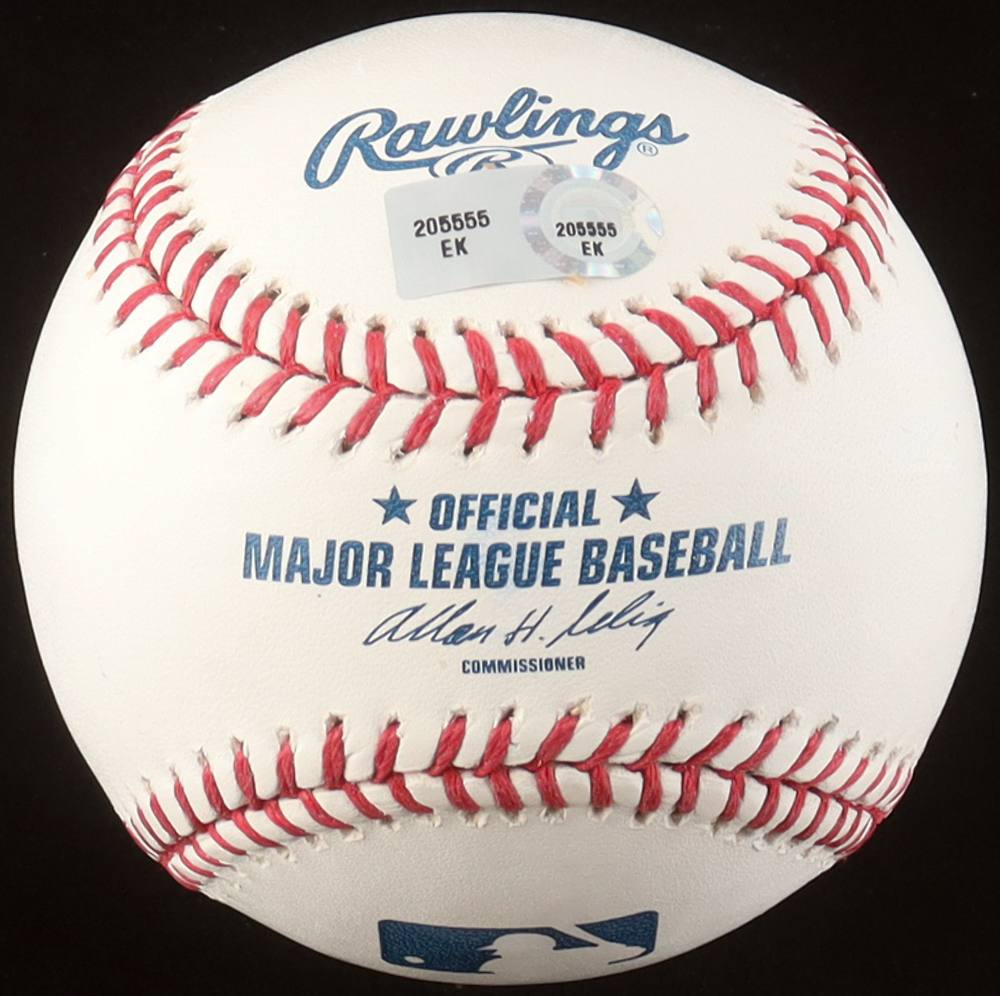 Rawlings®
R
205555
EK
205555
EK
★ OFFICIAL ★
MAJOR LEAGUE BASEBALL
Allan H. Selig
COMMISSIONER